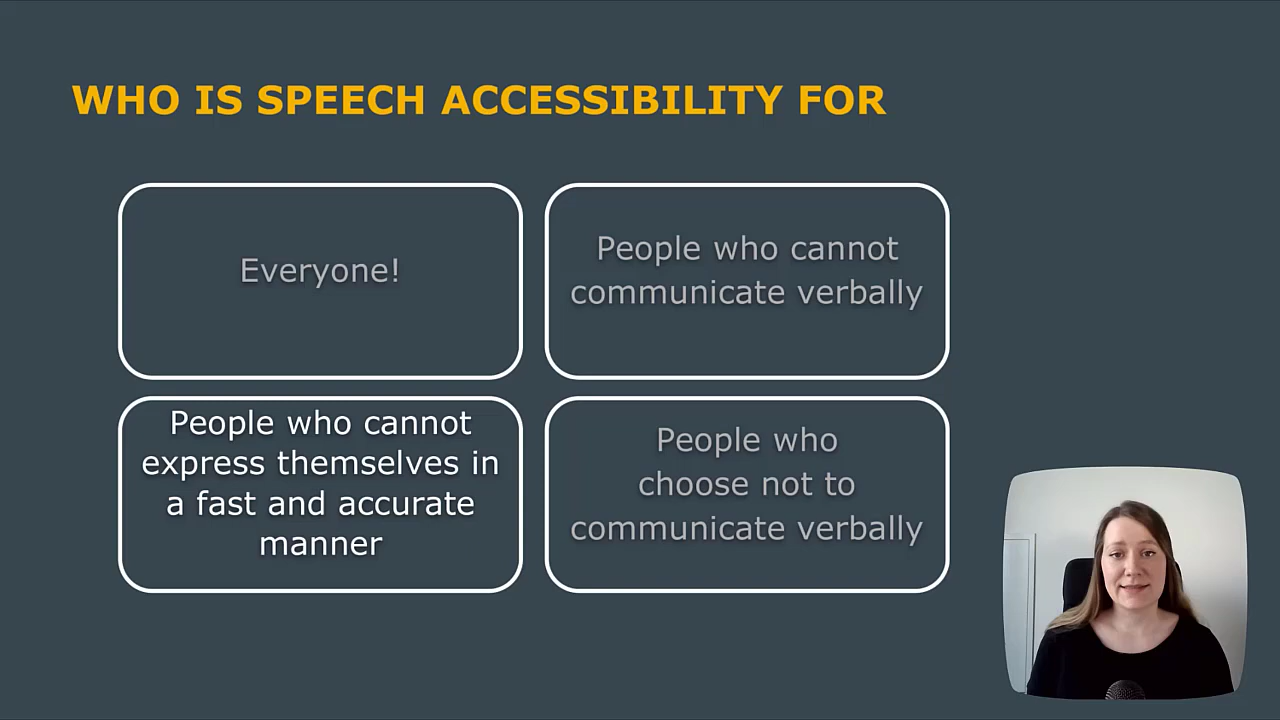 WHO IS SPEECH ACCESSIBILITY FOR
Everyone!
People who cannot
communicate verbally
People who cannot
express themselves in
a fast and accurate
manner
People who
choose not to
communicate verbally